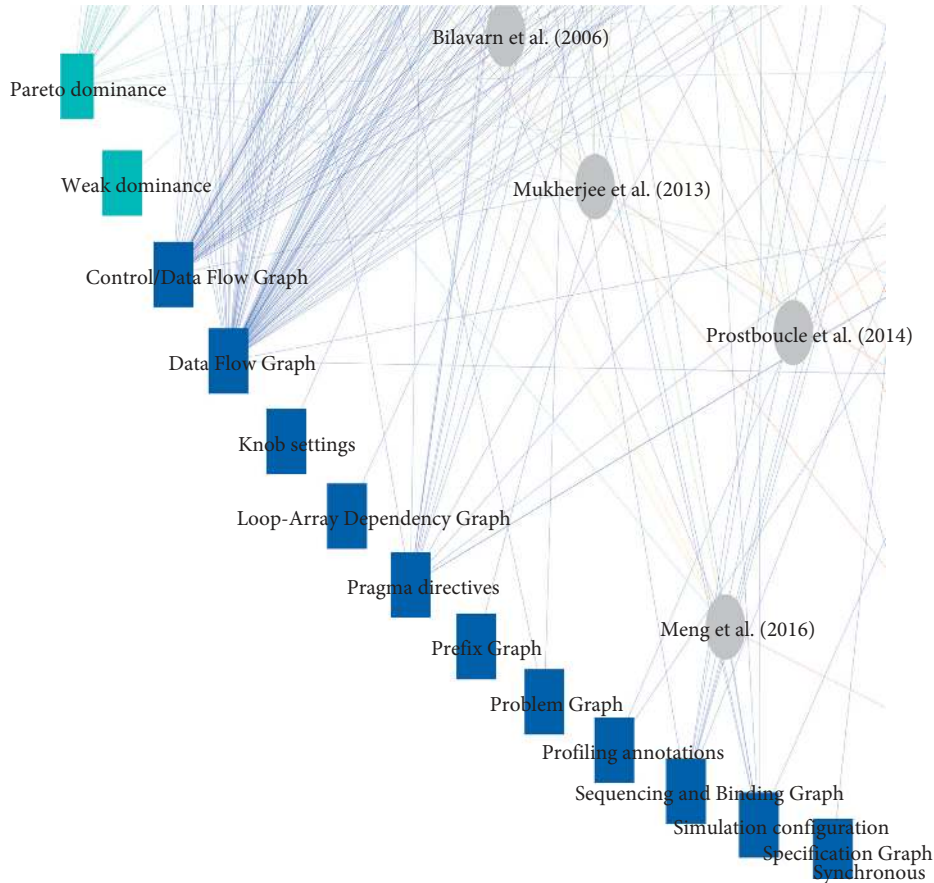 Bilavarn et al. (2006)
Pareto dominance
Weak dominance
Mukherjee et al. (2013)
Control/Data Flow Graph
Prostboucle et al. (2014)
Data Flow Graph
Knob settings
Loop-Array Dependency Graph
Pragma directives
Meng et al. (2016)
Prefix Graph
Problem Graph
Profiling annotations
Sequencing and Binding Graph
Simulation configuration
Specification Graph
Synchronous